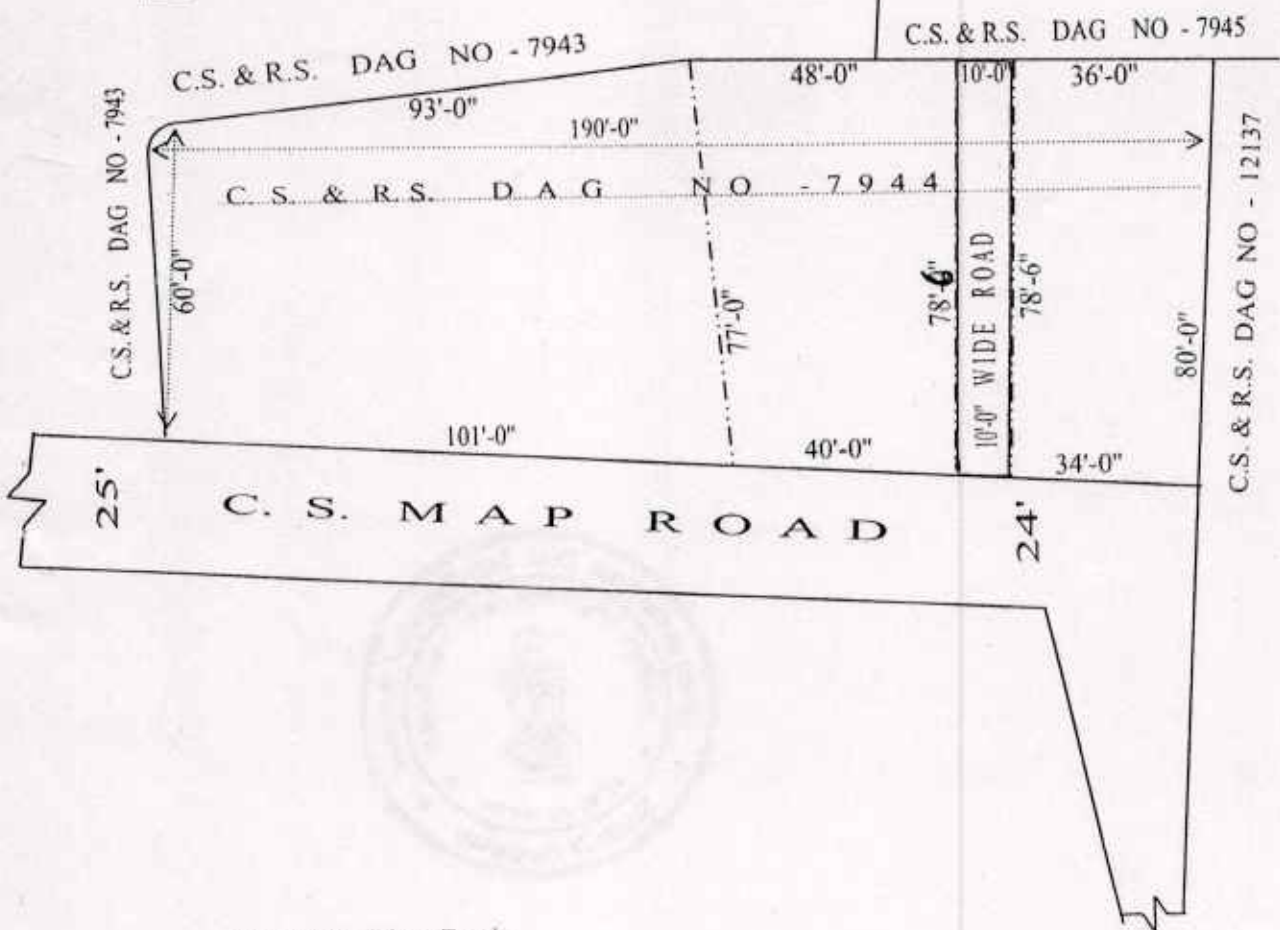 C.S. & R.S. DAG NO - 7945
C.S. & R.S. DAG NO - 7943
48'-0"
10'-0"
36'-0"
93'-0"
190'-0"
C.S. & R.S. DAG NO - 7943
C. S. & R.S. DAG NO - 7944
C.S. & R.S. DAG NO - 12137
60'-0"
77'-0"
78'-6"
10'-0" WIDE ROAD
78'-6"
80'-0"
101'-0"
40'-0"
34'-0"
25'
C. S. MAP ROAD
24'